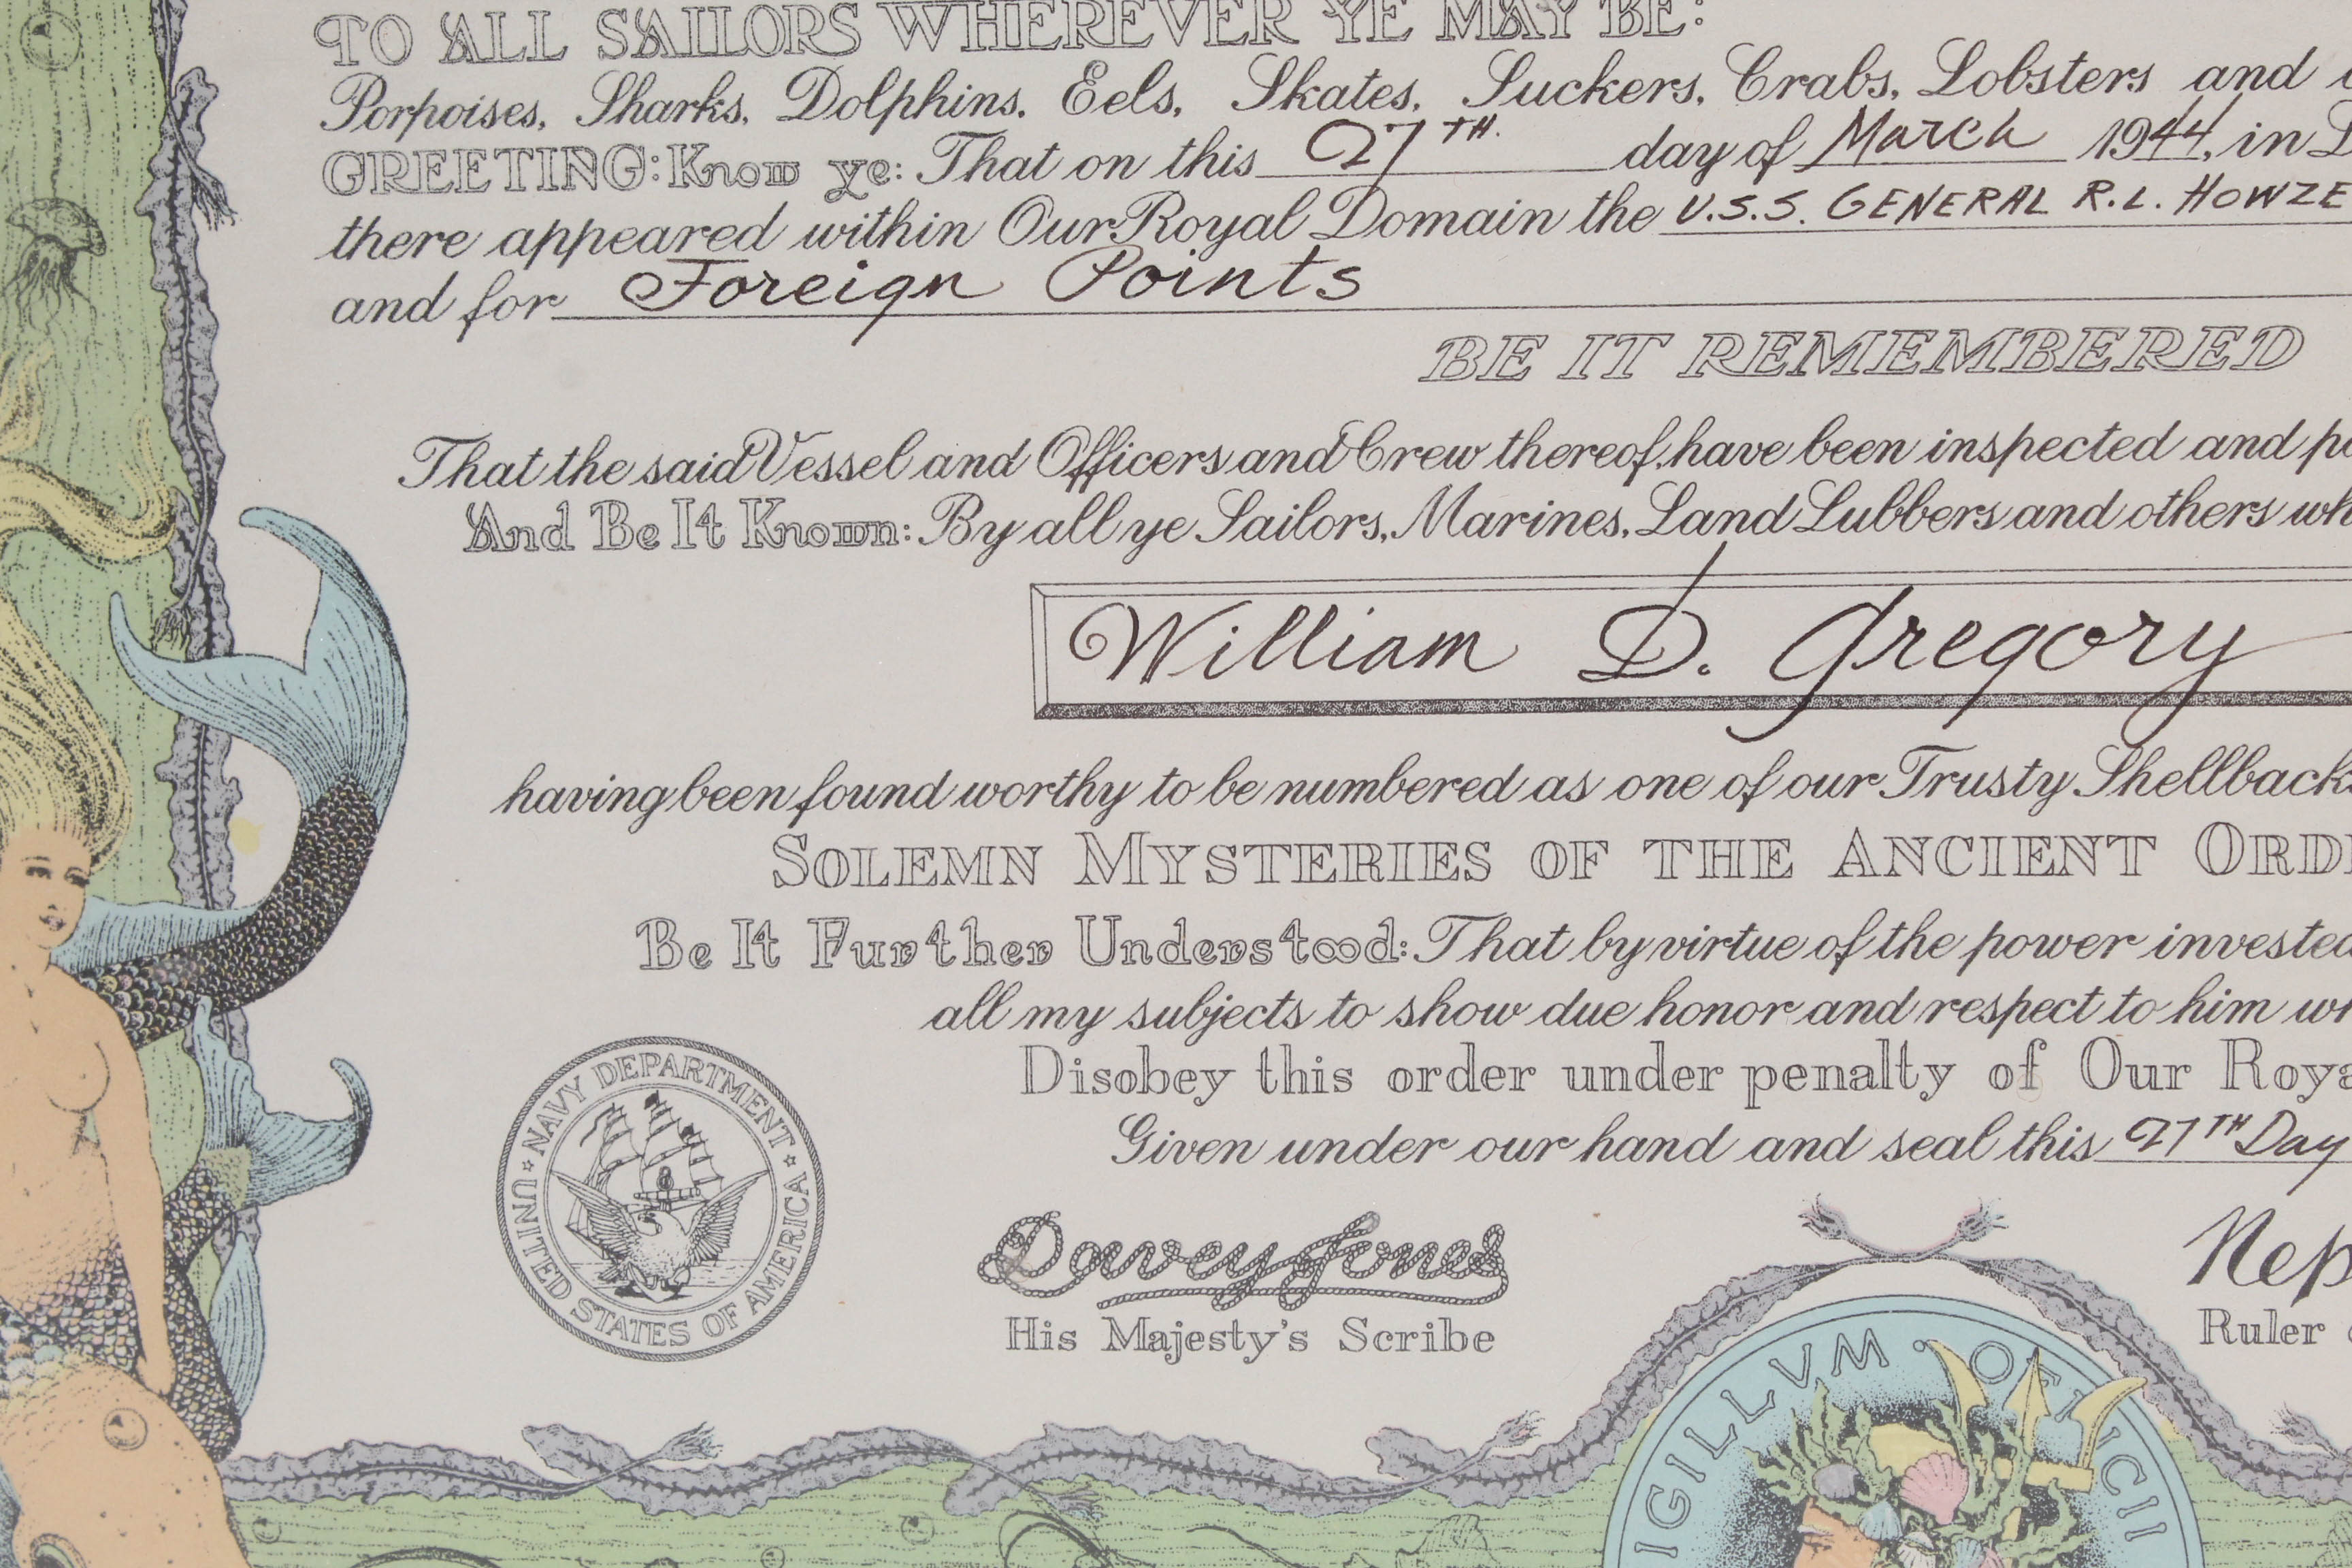 TO ALL SAILORS WHEREVER YE MAY BE:
Porpoises, Sharks, Dolphins, Eels, Skates, Suckers, Crabs, Lobsters and
GREETING: Know ye: That on this 27TH. day of March 1944, in
there appeared within Our Royal Domain the U.S.S. GENERAL R.L. HOWZE
and for Foreign Points
BE IT REMEMBERED
That the said Vessel and Officers and Crew thereof, have been inspected and
And Be It Known: By all ye Sailors, Marines, Land Lubbers and others
William D. Gregory
having been found worthy to be numbered as one of our Trusty Shellbacks
SOLEMN MYSTERIES OF THE ANCIENT
Be It Further Understood: That by virtue of the power invested
all my subjects to show due honor and respect to him
Disobey this order under penalty of Our
Given under our hand and seal this 27TH Day
NAVY DEPARTMENT
UNITED STATES OF AMERICA
Davey Jones
His Majesty's Scribe
Nep
Ruler
IGILLVM · OFFICII